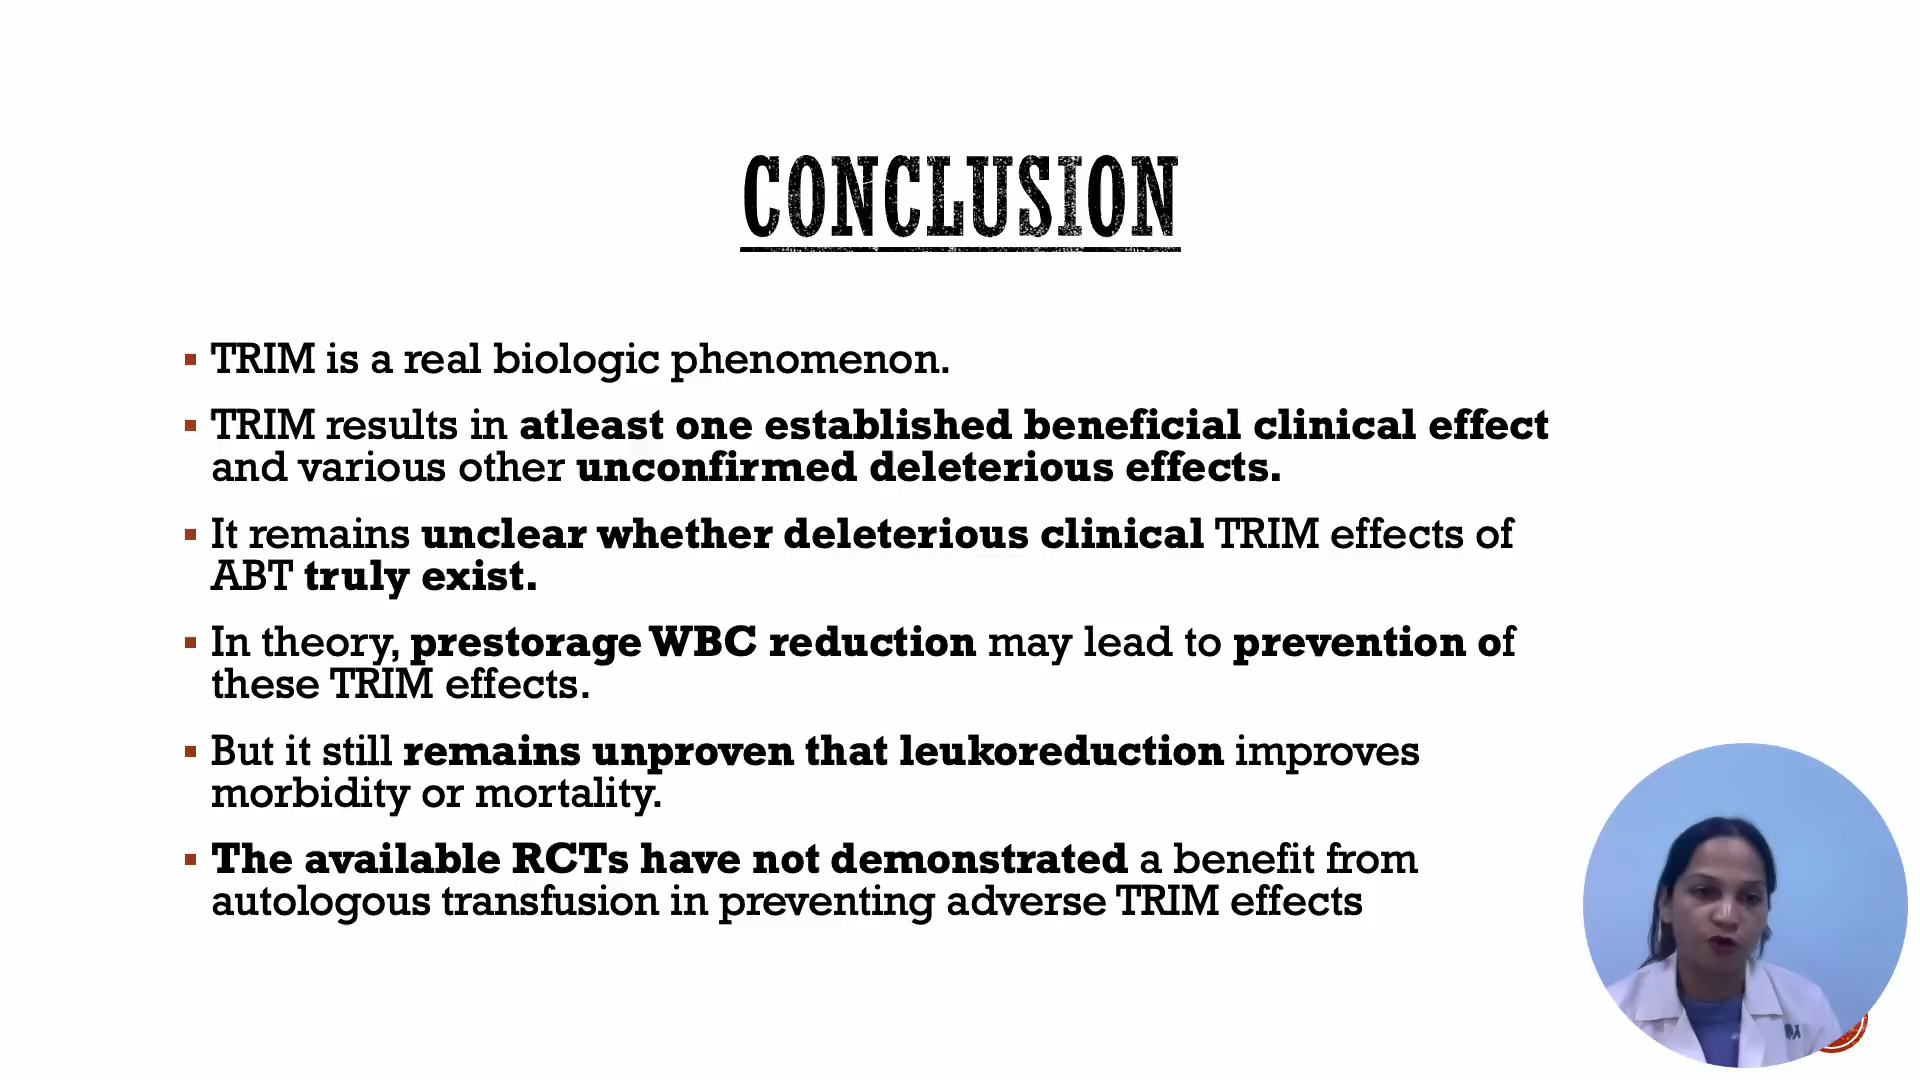 CONCLUSION
TRIM is a real biologic phenomenon.
TRIM results in atleast one established beneficial clinical effect
and various other unconfirmed deleterious effects.
It remains unclear whether deleterious clinical TRIM effects of
ABT truly exist.
In theory, prestorage WBC reduction may lead to prevention of
these TRIM effects.
But it still remains unproven that leukoreduction improves
morbidity or mortality.
The available RCTs have not demonstrated a benefit from
autologous transfusion in preventing adverse TRIM effects